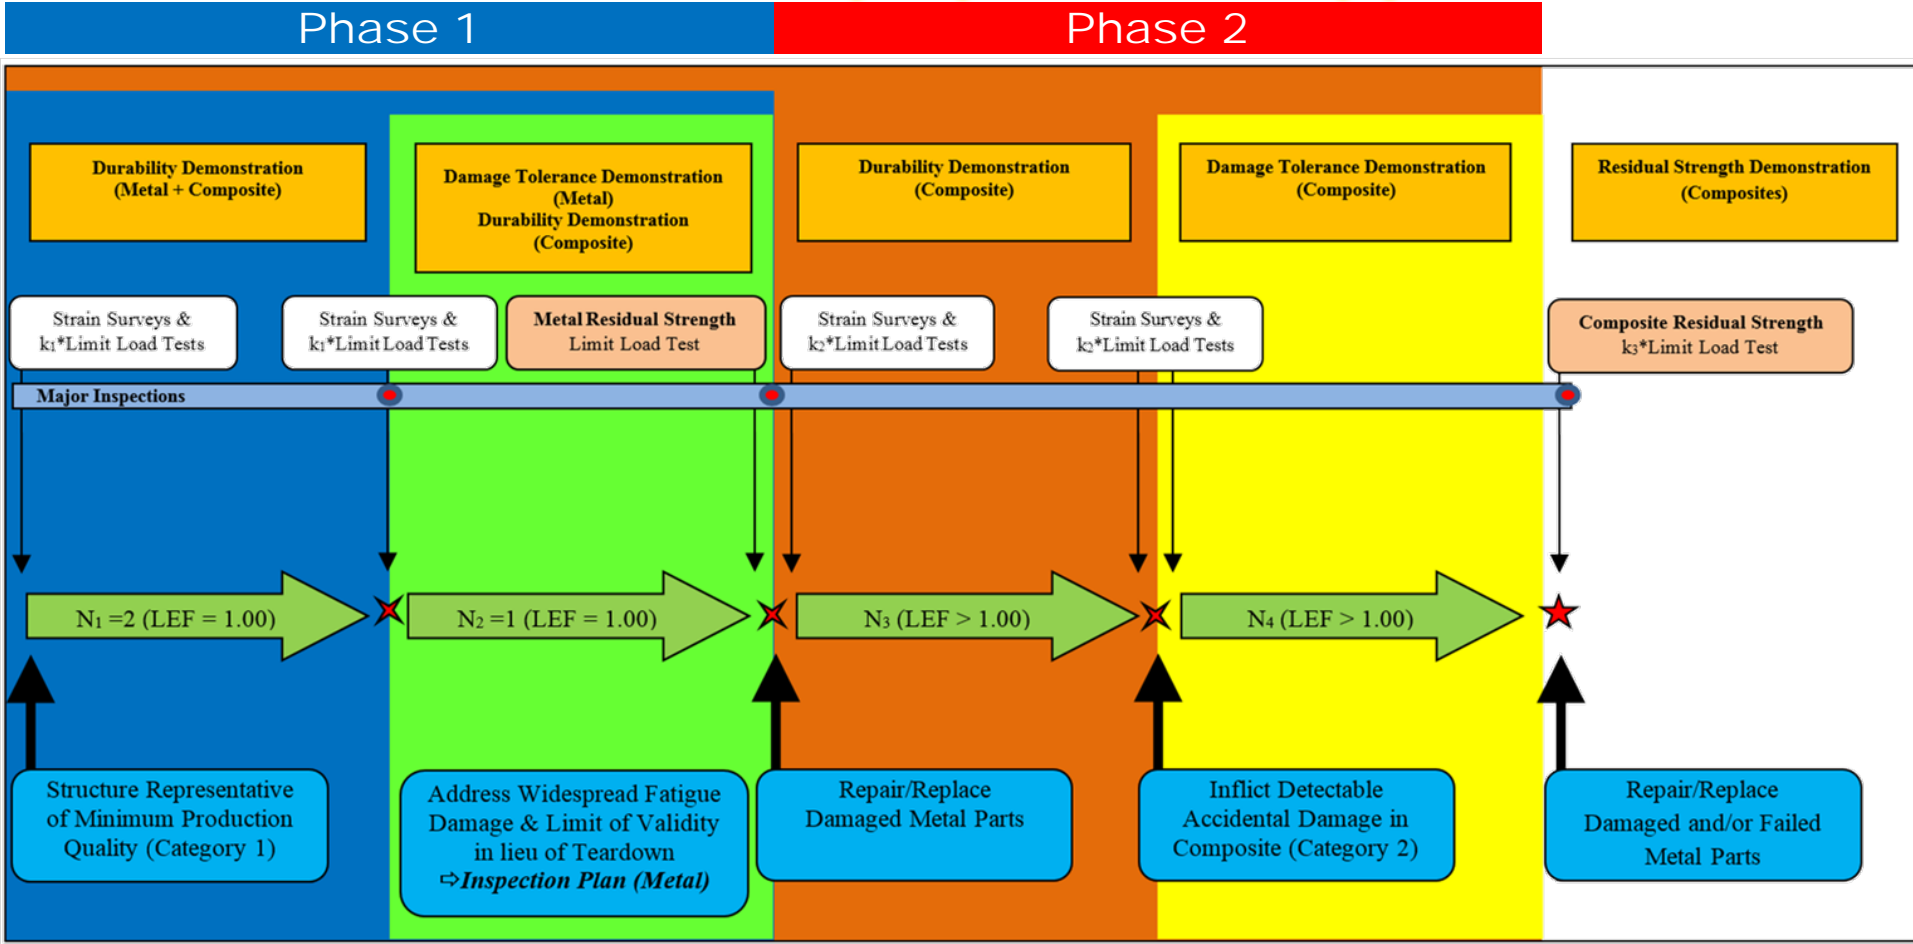 Phase 1
Phase 2
Durability Demonstration
(Metal + Composite)
Damage Tolerance Demonstration
(Metal)
Durability Demonstration
(Composite)
Durability Demonstration
(Composite)
Damage Tolerance Demonstration
(Composite)
Residual Strength Demonstration
(Composites)
Strain Surveys &
k₁*Limit Load Tests
Strain Surveys &
k₁*Limit Load Tests
Metal Residual Strength
Limit Load Test
Strain Surveys &
k₂*Limit Load Tests
Strain Surveys &
k₂*Limit Load Tests
Composite Residual Strength
k₃*Limit Load Test
Major Inspections
N₁ =2 (LEF = 1.00)
N₂ =1 (LEF = 1.00)
N₃ (LEF > 1.00)
N₄ (LEF > 1.00)
Structure Representative
of Minimum Production
Quality (Category 1)
Address Widespread Fatigue
Damage & Limit of Validity
in lieu of Teardown
⇨Inspection Plan (Metal)
Repair/Replace
Damaged Metal Parts
Inflict Detectable
Accidental Damage in
Composite (Category 2)
Repair/Replace
Damaged and/or Failed
Metal Parts